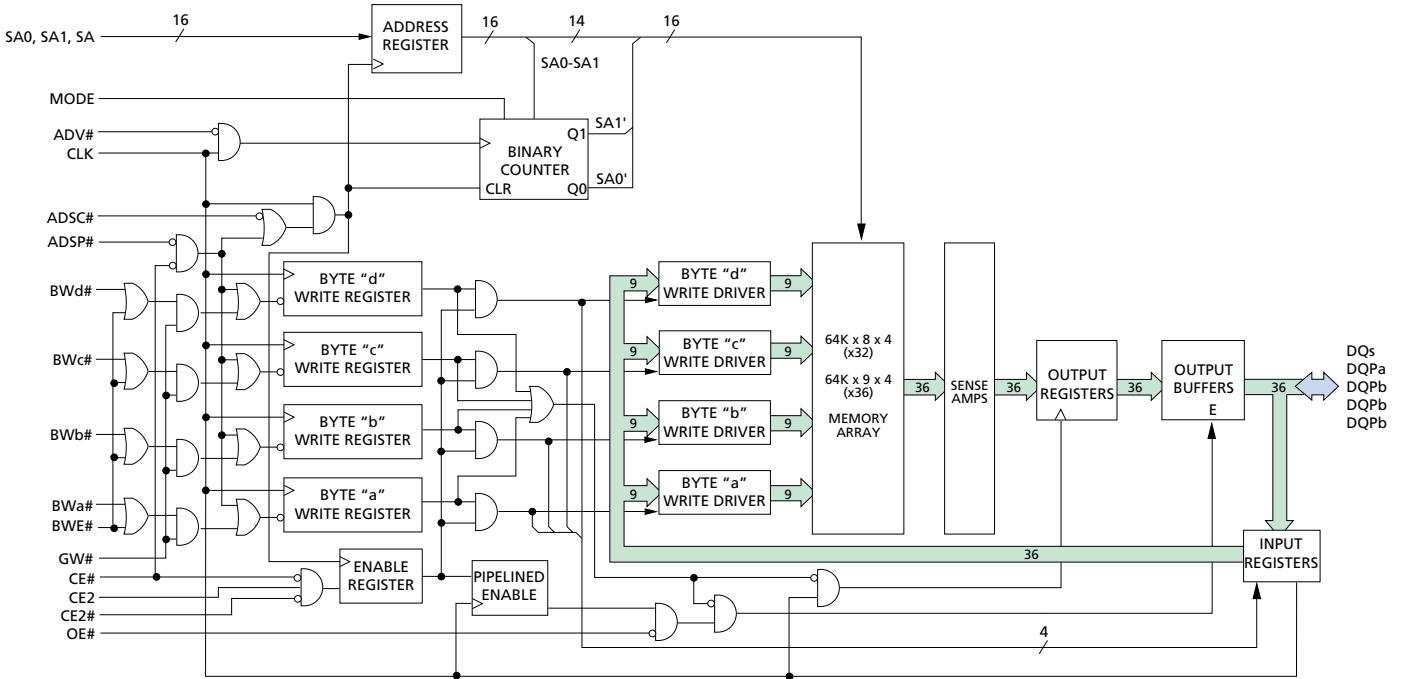 16
SA0, SA1, SA
ADDRESS
REGISTER
16
14
16
SA0-SA1
MODE
ADV#
CLK
BINARY
COUNTER
Q1
SA1'
CLR
Q0
SA0'
ADSC#
ADSP#
BWd#
BYTE “d”
WRITE REGISTER
9
BYTE “d”
WRITE DRIVER
9
BWc#
BYTE “c”
WRITE REGISTER
9
BYTE “c”
WRITE DRIVER
9
BWb#
BYTE “b”
WRITE REGISTER
9
BYTE “b”
WRITE DRIVER
9
BWa#
BWE#
BYTE “a”
WRITE REGISTER
9
BYTE “a”
WRITE DRIVER
9
64K x 8 x 4
(x32)
64K x 9 x 4
(x36)
MEMORY
ARRAY
36
SENSE
AMPS
36
OUTPUT
REGISTERS
36
OUTPUT
BUFFERS
E
36
DQs
DQPa
DQPb
DQPb
DQPb
GW#
CE#
CE2
CE2#
OE#
ENABLE
REGISTER
PIPELINED
ENABLE
36
INPUT
REGISTERS
4